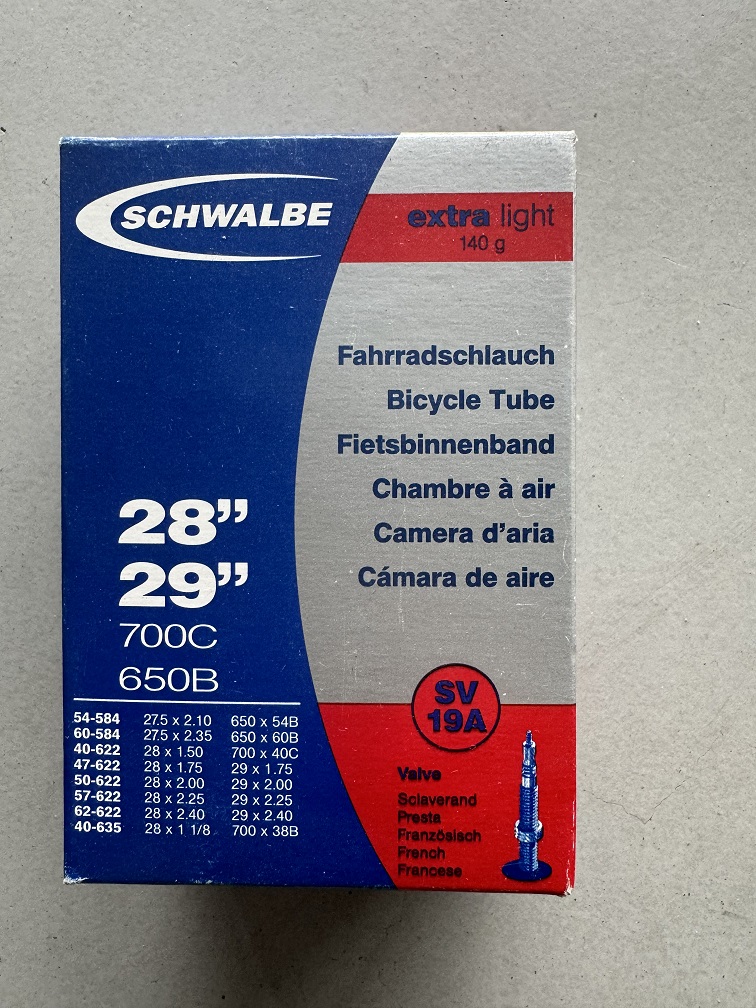 SCHWALBE
extra light
140 g
Fahrradschlauch
Bicycle Tube
Fietsbinnenband
Chambre à air
Camera d'aria
Cámara de aire
28”
29”
700C
650B
54-584 27.5 x 2.10 650 x 54B
60-584 27.5 x 2.35 650 x 60B
40-622 28 x 1.50 700 x 40C
47-622 28 x 1.75 29 x 1.75
50-622 28 x 2.00 29 x 2.00
57-622 28 x 2.25 29 x 2.25
62-622 28 x 2.40 29 x 2.40
40-635 28 x 1 1/8 700 x 38B
SV
19A
Valve
Sclaverand
Presta
Französisch
French
Francese